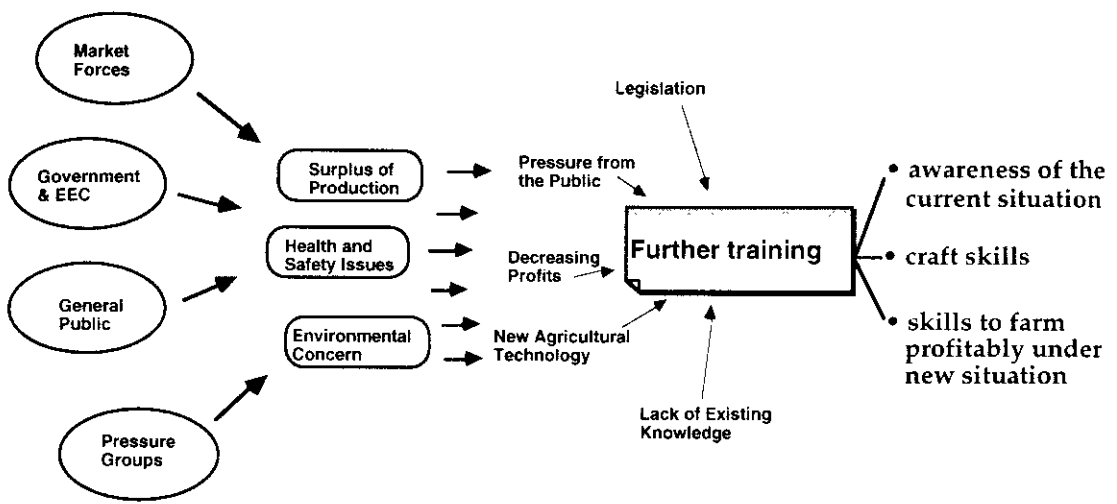 Market
Forces
Government
& EEC
General
Public
Pressure
Groups
Surplus of
Production
Health and
Safety Issues
Environmental
Concern
Legislation
Pressure from
the Public
Decreasing
Profits
New Agricultural
Technology
Lack of Existing
Knowledge
Further training
• awareness of the
current situation
• craft skills
• skills to farm
profitably under
new situation